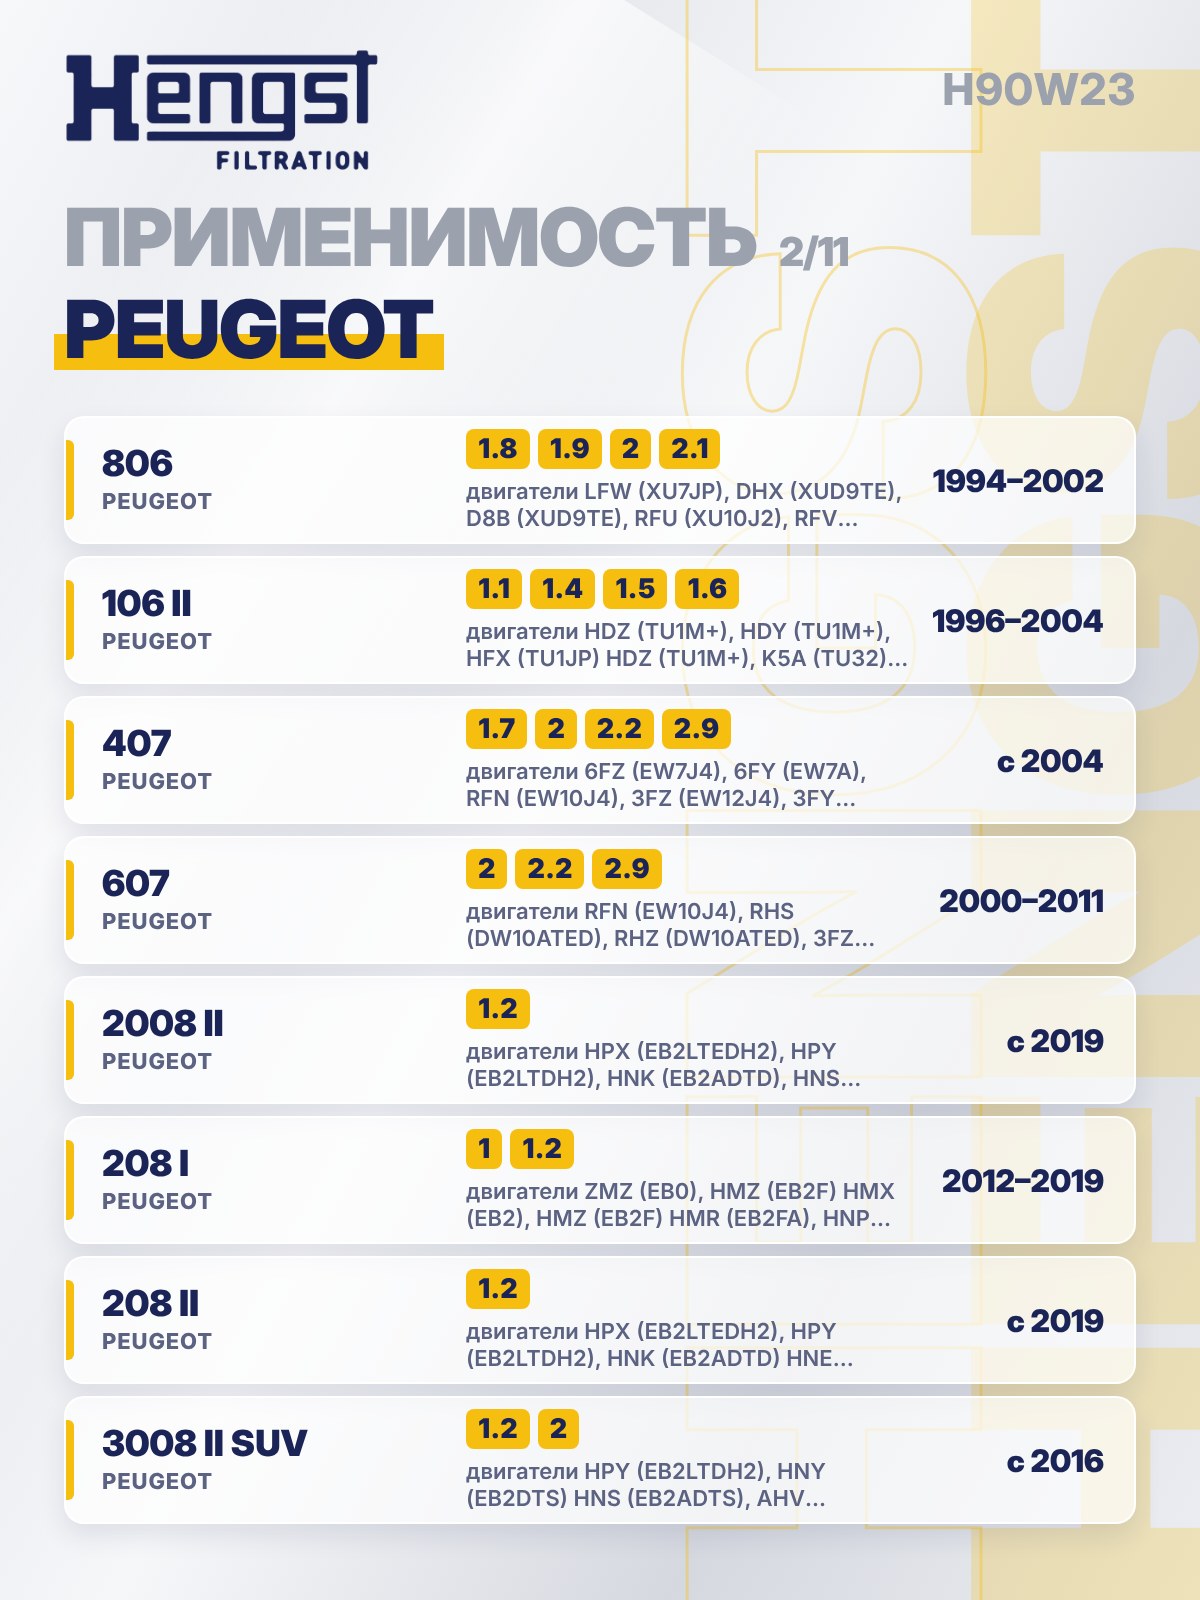 Hengst
FILTRATION
H90W23
ПРИМЕНИМОСТЬ 2/11
PEUGEOT
806
PEUGEOT
1.8 1.9 2 2.1
двигатели LFW (XU7JP), DHX (XUD9TE),
D8B (XUD9TE), RFU (XU10J2), RFV...
1994–2002
106 II
PEUGEOT
1.1 1.4 1.5 1.6
двигатели HDZ (TU1M+), HDY (TU1M+),
HFX (TU1JP) HDZ (TU1M+), K5A (TU32)...
1996–2004
407
PEUGEOT
1.7 2 2.2 2.9
двигатели 6FZ (EW7J4), 6FY (EW7A),
RFN (EW10J4), 3FZ (EW12J4), 3FY...
с 2004
607
PEUGEOT
2 2.2 2.9
двигатели RFN (EW10J4), RHS
(DW10ATED), RHZ (DW10ATED), 3FZ...
2000–2011
2008 II
PEUGEOT
1.2
двигатели HPX (EB2LTEDH2), HPY
(EB2LTDH2), HNK (EB2ADTD), HNS...
с 2019
208 I
PEUGEOT
1 1.2
двигатели ZMZ (EB0), HMZ (EB2F) HMX
(EB2), HMZ (EB2F) HMR (EB2FA), HNP...
2012–2019
208 II
PEUGEOT
1.2
двигатели HPX (EB2LTEDH2), HPY
(EB2LTDH2), HNK (EB2ADTD) HNE...
с 2019
3008 II SUV
PEUGEOT
1.2 2
двигатели HPY (EB2LTDH2), HNY
(EB2DTS) HNS (EB2ADTS), AHV...
с 2016
HENGST